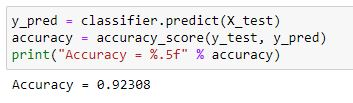 y_pred = classifier.predict(X_test)
accuracy = accuracy_score(y_test, y_pred)
print("Accuracy = %.5f" % accuracy)
Accuracy = 0.92308